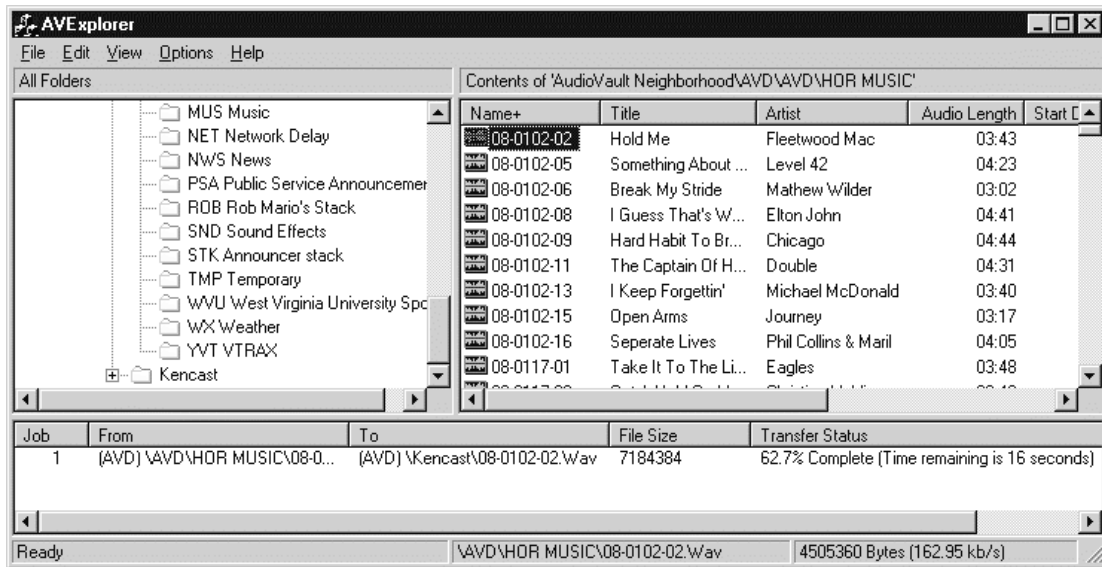 AVExplorer
File Edit View Options Help
All Folders
MUS Music
NET Network Delay
NWS News
PSA Public Service Announcemer
ROB Rob Mario's Stack
SND Sound Effects
STK Announcer stack
TMP Temporary
WVU West Virginia University Spo
WX Weather
YVT VTRAX
Kencast
Contents of 'AudioVault Neighborhood\AVD\AVD\HOR MUSIC'
Name+ Title Artist Audio Length Start D
08-0102-02 Hold Me Fleetwood Mac 03:43
08-0102-05 Something About ... Level 42 04:23
08-0102-06 Break My Stride Mathew Wilder 03:02
08-0102-08 I Guess That's W... Elton John 04:41
08-0102-09 Hard Habit To Br... Chicago 04:44
08-0102-11 The Captain Of H... Double 04:31
08-0102-13 I Keep Forgettin' Michael McDonald 03:40
08-0102-15 Open Arms Journey 03:17
08-0102-16 Seperate Lives Phil Collins & Maril 04:05
08-0117-01 Take It To The Li... Eagles 03:48
Job From To File Size Transfer Status
1 (AVD) \AVD\HOR MUSIC\08-0... (AVD) \Kencast\08-0102-02.Wav 7184384 62.7% Complete (Time remaining is 16 seconds)
Ready \AVD\HOR MUSIC\08-0102-02.Wav 4505360 Bytes (162.95 kb/s)